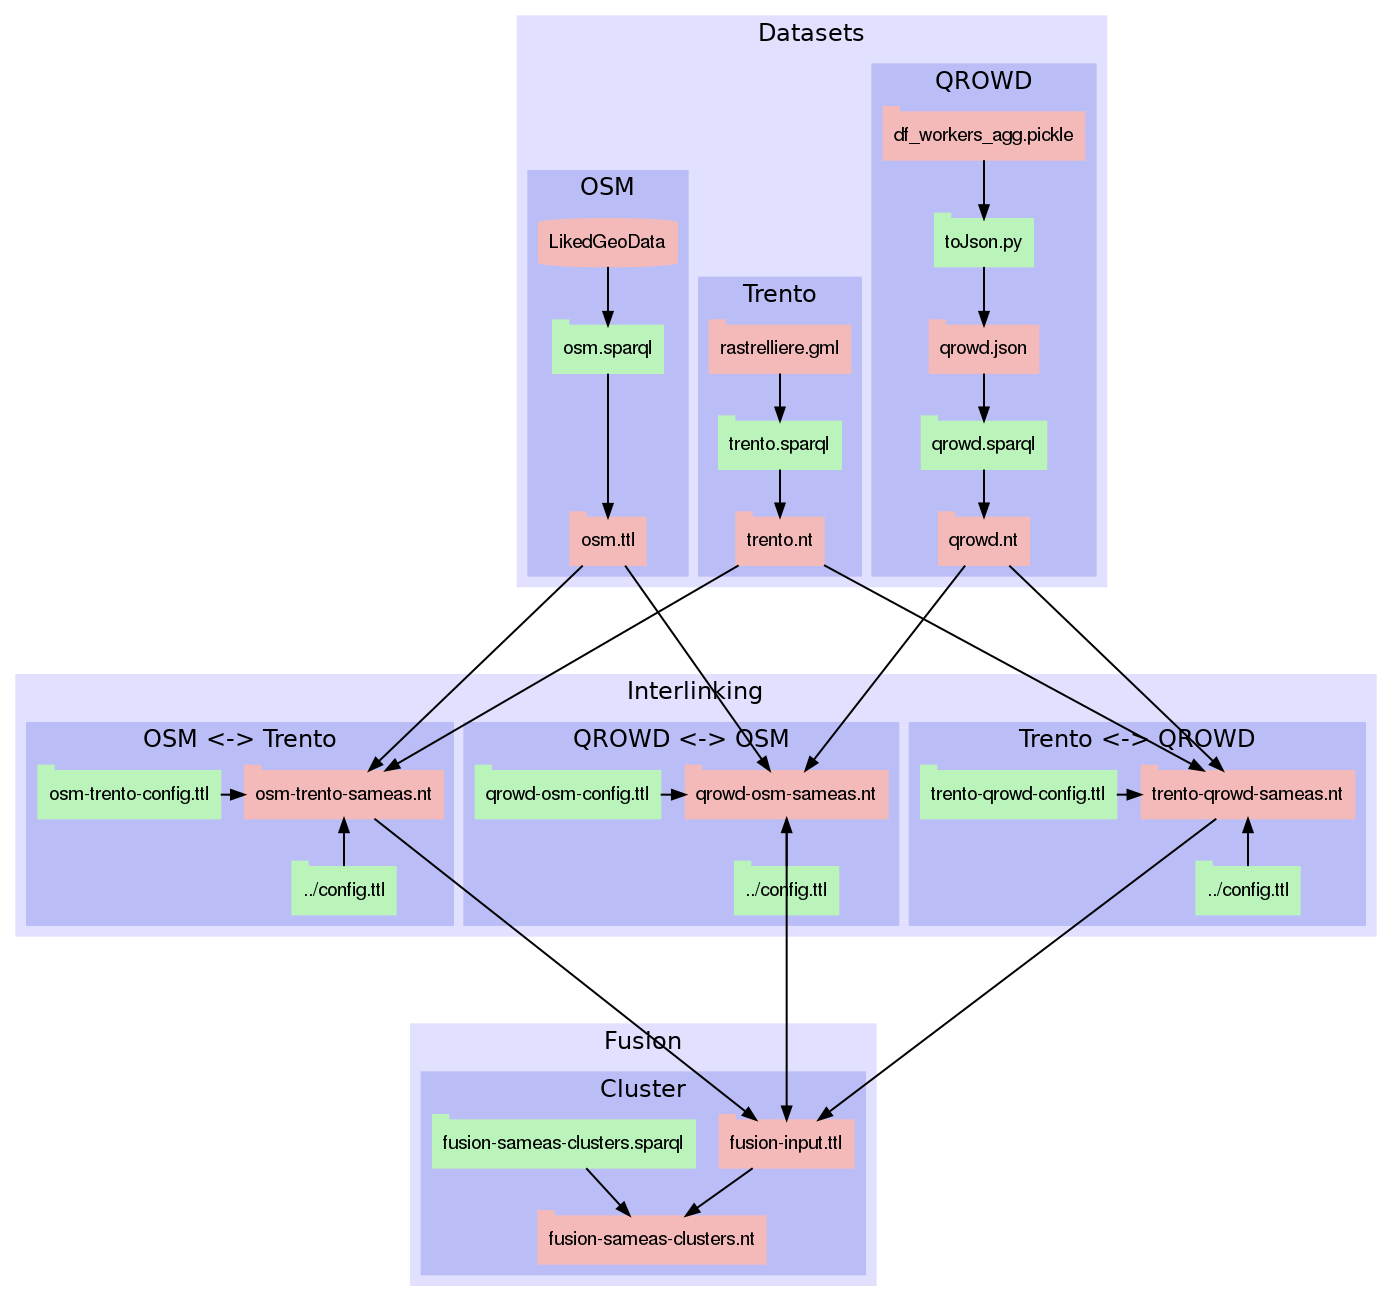 Datasets
QROWD
df_workers_agg.pickle
OSM
LikedGeoData
toJson.py
Trento
osm.sparql
rastrelliere.gml
qrowd.json
trento.sparql
qrowd.sparql
osm.ttl
trento.nt
qrowd.nt
Interlinking
OSM <-> Trento
QROWD <-> OSM
Trento <-> QROWD
osm-trento-config.ttl
osm-trento-sameas.nt
qrowd-osm-config.ttl
qrowd-osm-sameas.nt
trento-qrowd-config.ttl
trento-qrowd-sameas.nt
../config.ttl
../config.ttl
../config.ttl
Fusion
Cluster
fusion-sameas-clusters.sparql
fusion-input.ttl
fusion-sameas-clusters.nt